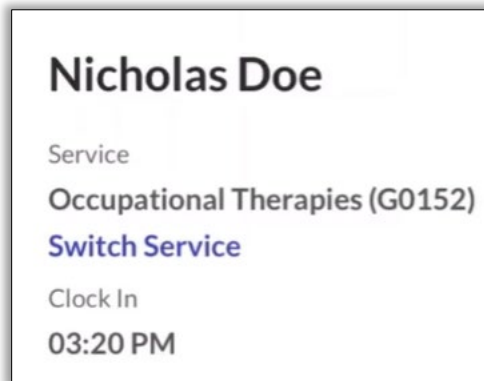 Nicholas Doe
Service
Occupational Therapies (G0152)
Switch Service
Clock In
03:20 PM